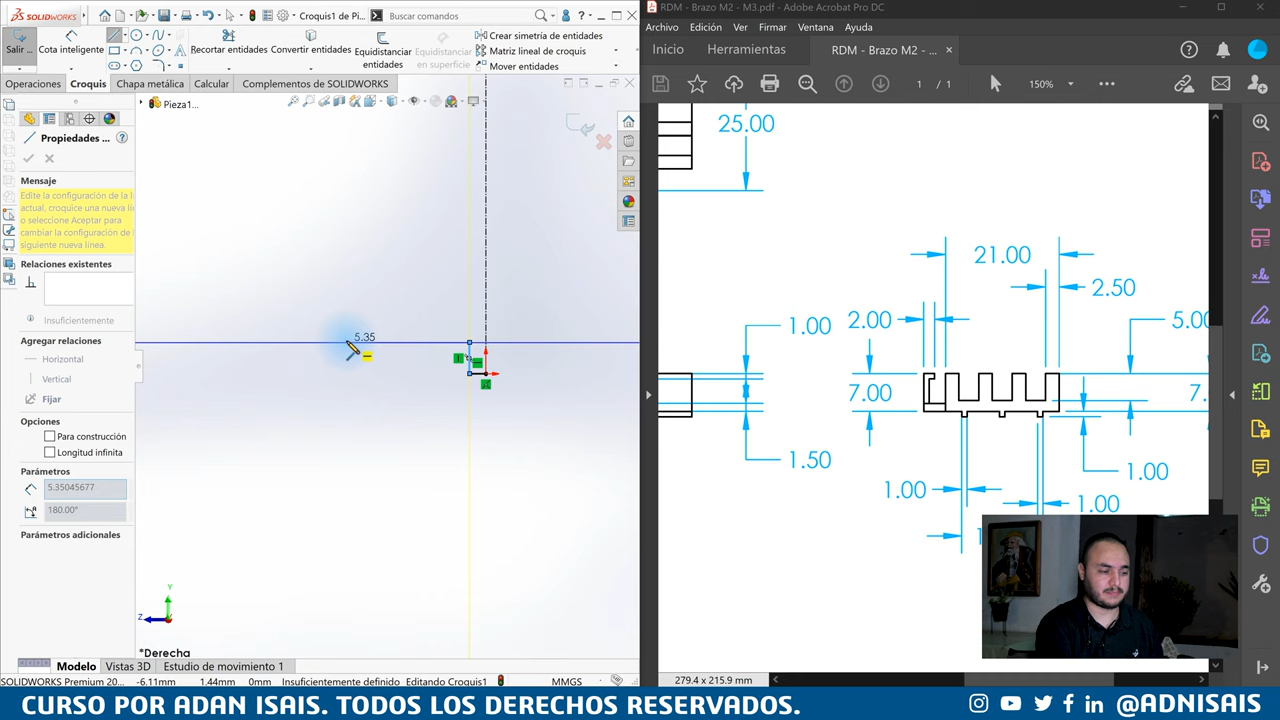 SOLIDWORKS
Croquis1 de Pi...
Buscar comandos
Salir ...
Cota inteligente
Recortar entidades
Convertir entidades
Equidistanciar entidades
Equidistanciar en superficie
Crear simetría de entidades
Matriz lineal de croquis
Mover entidades
Operaciones
Croquis
Chapa metálica
Calcular
Complementos de SOLIDWORKS
Pieza1...
Propiedades ...
Mensaje
Edite la configuración de la l
actual, croquice una nueva lín
o seleccione Aceptar para
cambiar la configuración de
siguiente nueva línea.
Relaciones existentes
Insuficientemente
Agregar relaciones
Horizontal
Vertical
Fijar
Opciones
Para construcción
Longitud infinita
Parámetros
5.35045677
180.00°
Parámetros adicionales
5.35
Y
Z
*Derecha
Modelo
Vistas 3D
Estudio de movimiento 1
SOLIDWORKS Premium 20...
-6.11mm
1.44mm
0mm
Insuficientemente definido
Editando Croquis1
MMGS
RDM - Brazo M2 - M3.pdf - Adobe Acrobat Pro DC
Archivo
Edición
Ver
Firmar
Ventana
Ayuda
Inicio
Herramientas
RDM - Brazo M2 - ...
1 / 1
150%
25.00
21.00
2.50
1.00
2.00
5.00
7.00
7.
1.50
1.00
1.00
1.00
279.4 x 215.9 mm
CURSO POR ADAN ISAIS. TODOS LOS DERECHOS RESERVADOS.
@ADNISAIS